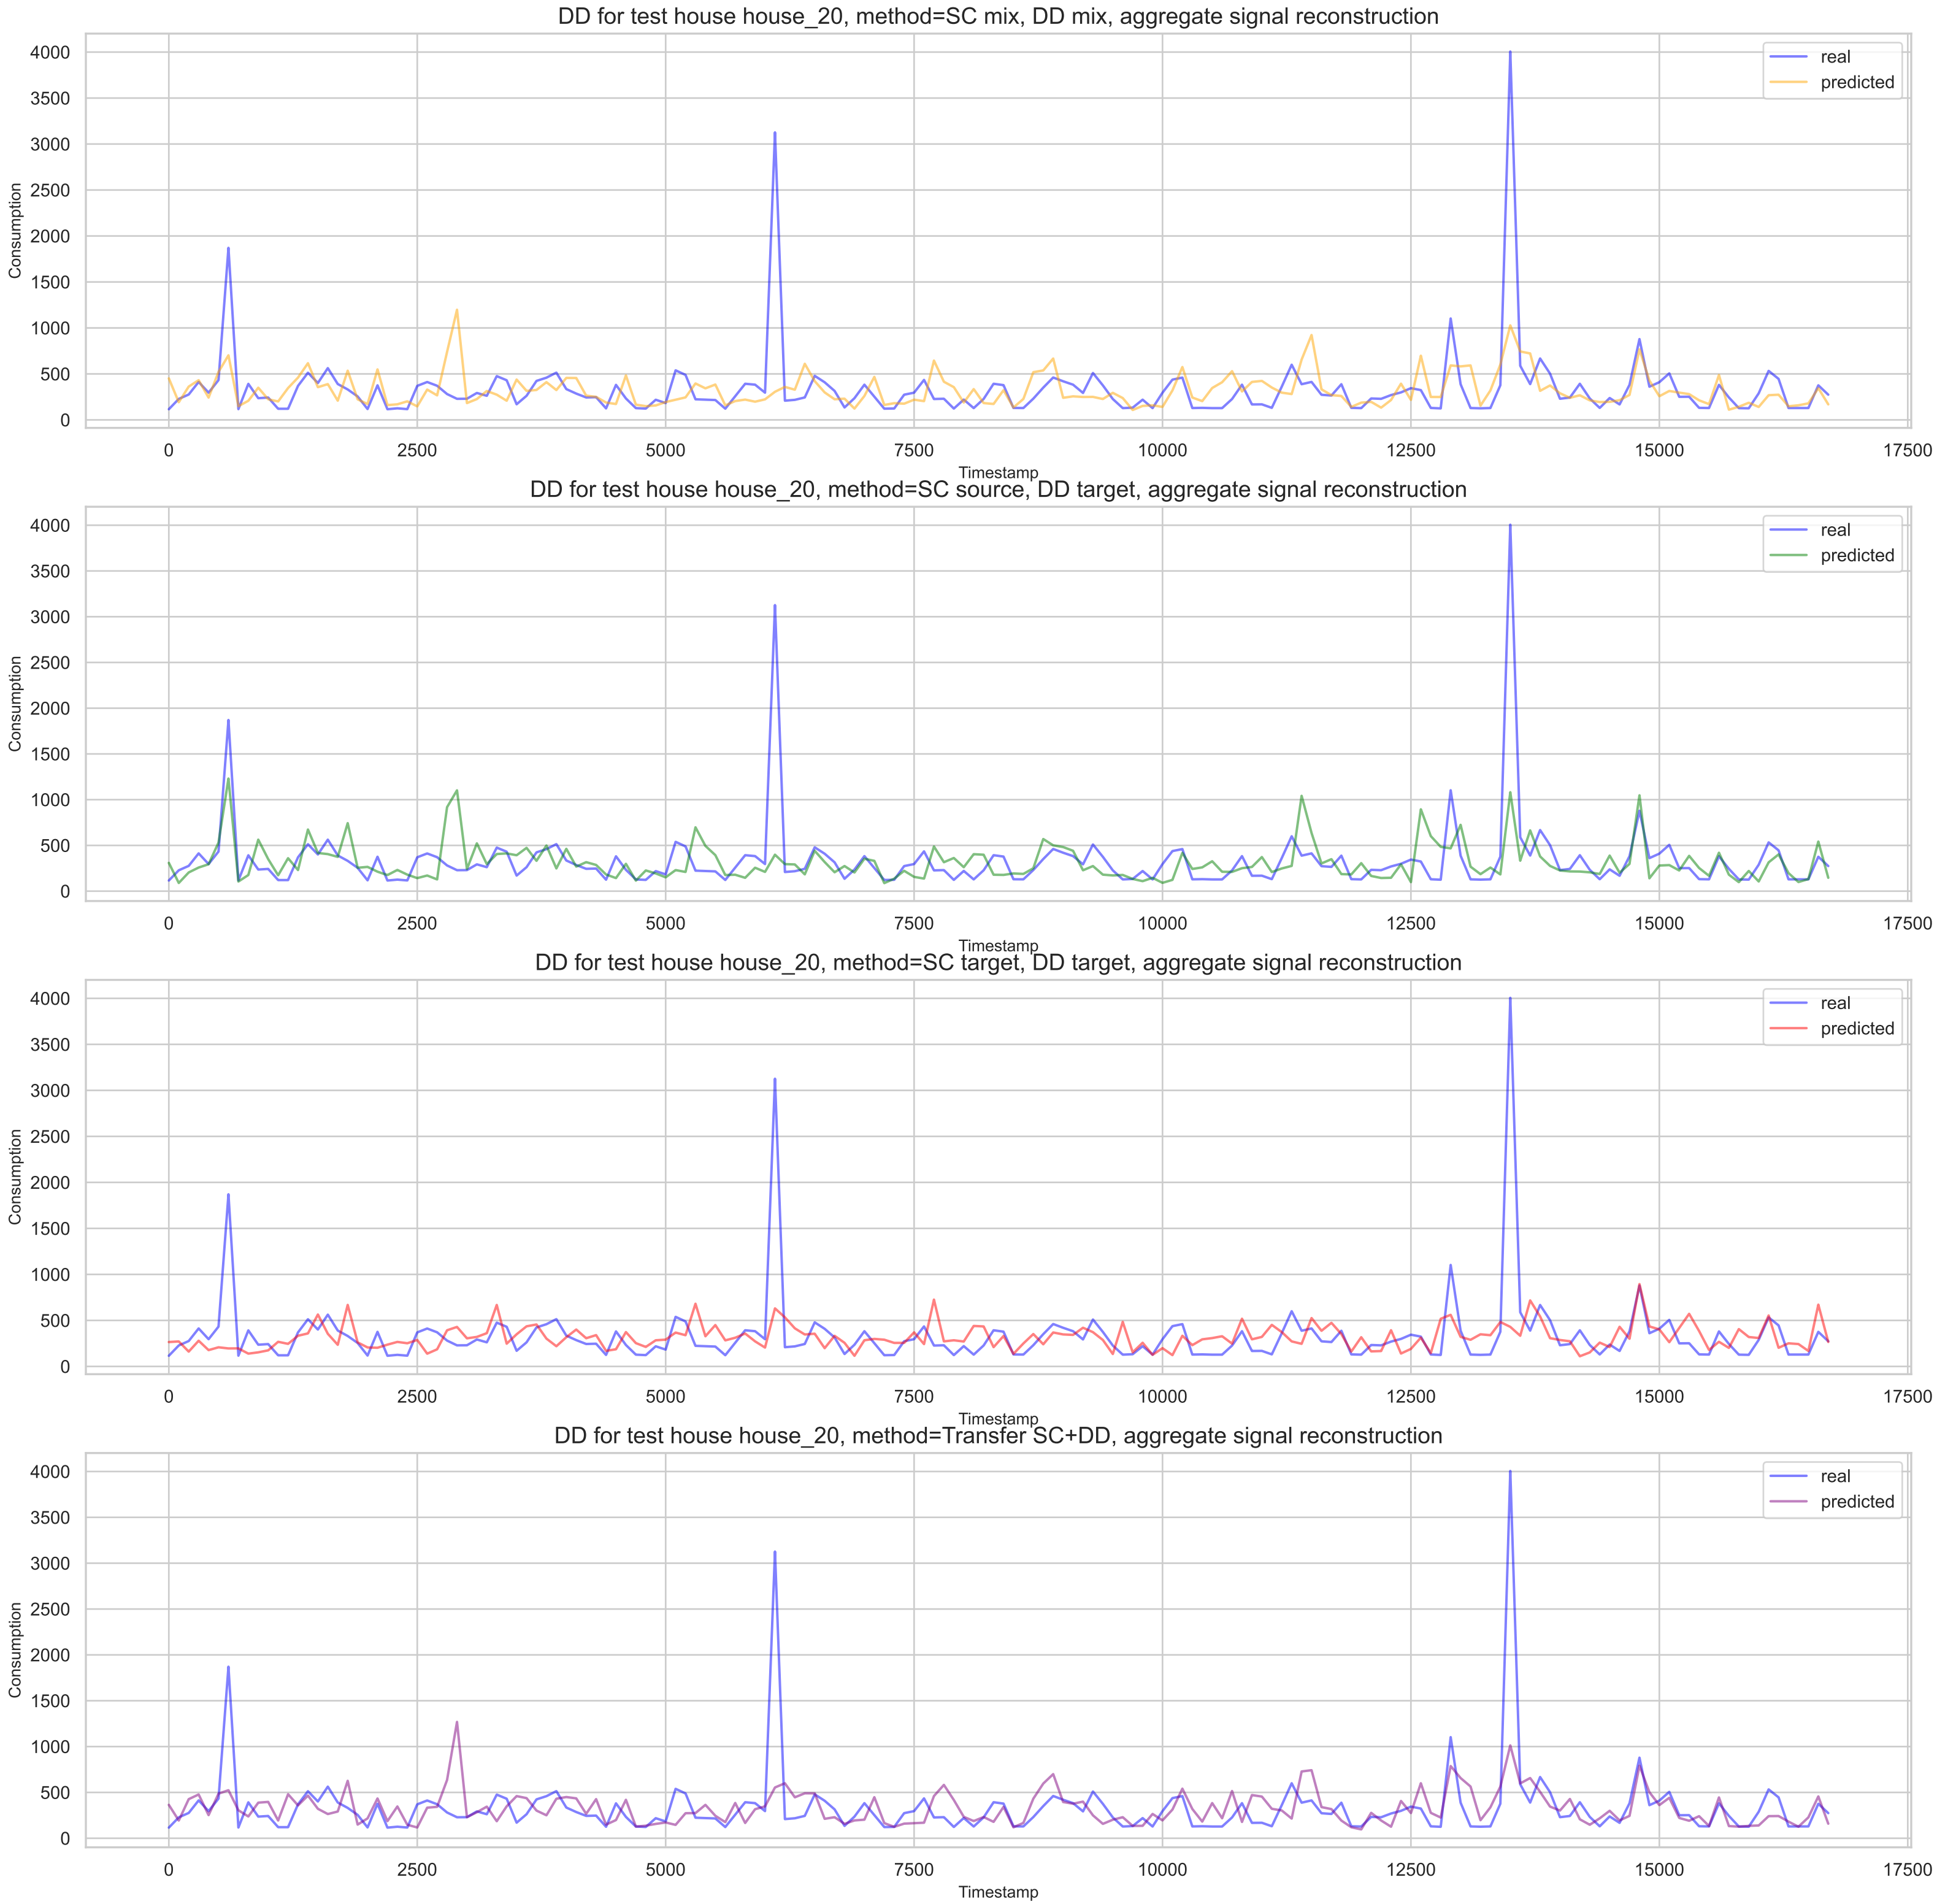 DD for test house house_20, method=SC mix, DD mix, aggregate signal reconstruction
4000
3500
3000
2500
2000
1500
1000
500
0
Consumption
real
predicted
0 2500 5000 7500 10000 12500 15000 17500
Timestamp
DD for test house house_20, method=SC source, DD target, aggregate signal reconstruction
4000
3500
3000
2500
2000
1500
1000
500
0
Consumption
real
predicted
0 2500 5000 7500 10000 12500 15000 17500
Timestamp
DD for test house house_20, method=SC target, DD target, aggregate signal reconstruction
4000
3500
3000
2500
2000
1500
1000
500
0
Consumption
real
predicted
0 2500 5000 7500 10000 12500 15000 17500
Timestamp
DD for test house house_20, method=Transfer SC+DD, aggregate signal reconstruction
4000
3500
3000
2500
2000
1500
1000
500
0
Consumption
real
predicted
0 2500 5000 7500 10000 12500 15000 17500
Timestamp